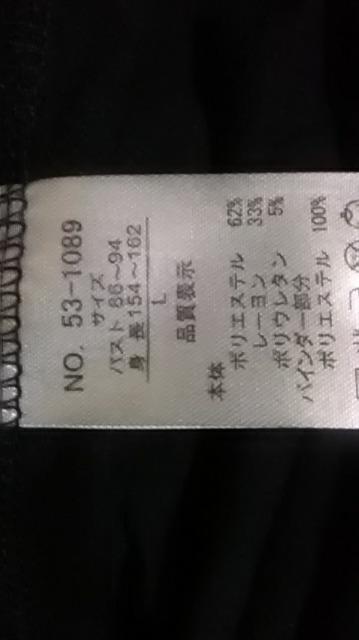 NO. 53-1089
サイズ
バスト 86~94
身長 154~162
L
品質表示
本体
ポリエステル 62%
レーヨン 33%
ポリウレタン 5%
バインダー部分
ポリエステル 100%